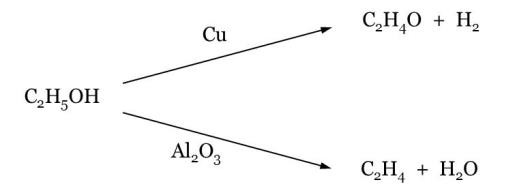 C₂H₄O + H₂
Cu
C₂H₅OH
Al₂O₃
C₂H₄ + H₂O